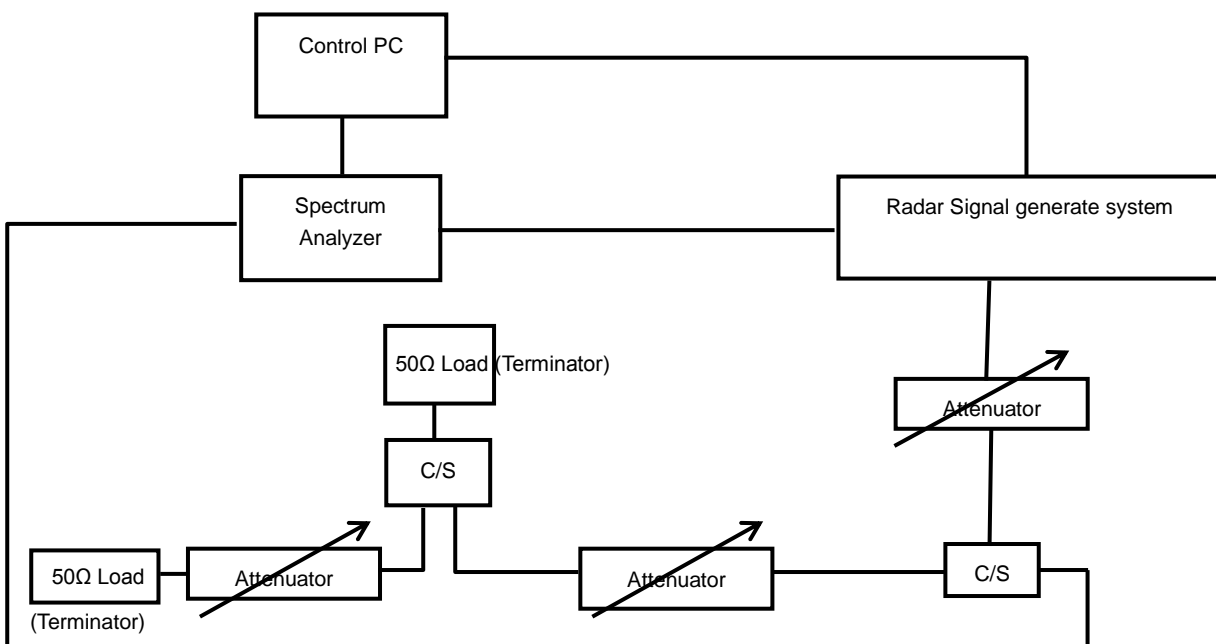 Control PC
Spectrum
Analyzer
Radar Signal generate system
50Ω Load (Terminator)
Attenuator
C/S
50Ω Load
(Terminator)
Attenuator
Attenuator
C/S